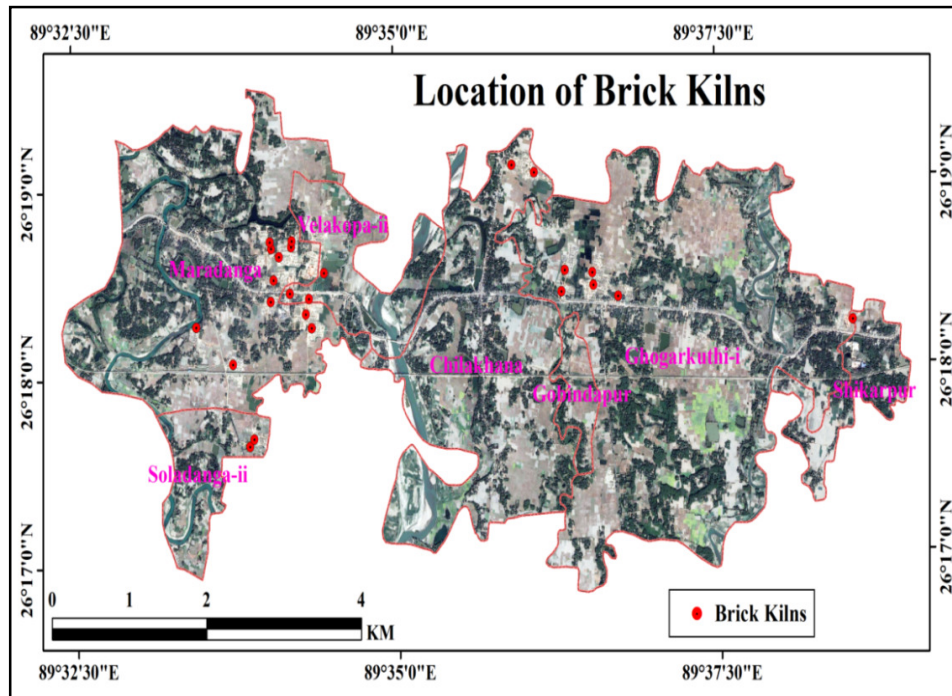 89°32'30"E 89°35'0"E 89°37'30"E
Location of Brick Kilns
26°19'0"N 26°19'0"N
Velakopa-ii
Maradanga
26°18'0"N 26°18'0"N
Chilakhana Ghogarkuthi-i
Gobindapur Shikarpur
Soladanga-ii
26°17'0"N 26°17'0"N
0 1 2 4
KM
Brick Kilns
89°32'30"E 89°35'0"E 89°37'30"E